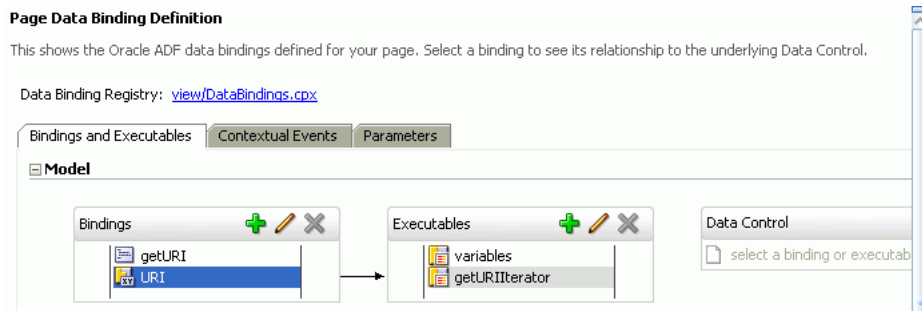 Page Data Binding Definition
This shows the Oracle ADF data bindings defined for your page. Select a binding to see its relationship to the underlying Data Control.
Data Binding Registry: view/DataBindings.cpx
Bindings and Executables Contextual Events Parameters
Model
Bindings Executables Data Control
getURI variables select a binding or executab
URI getURIIterator